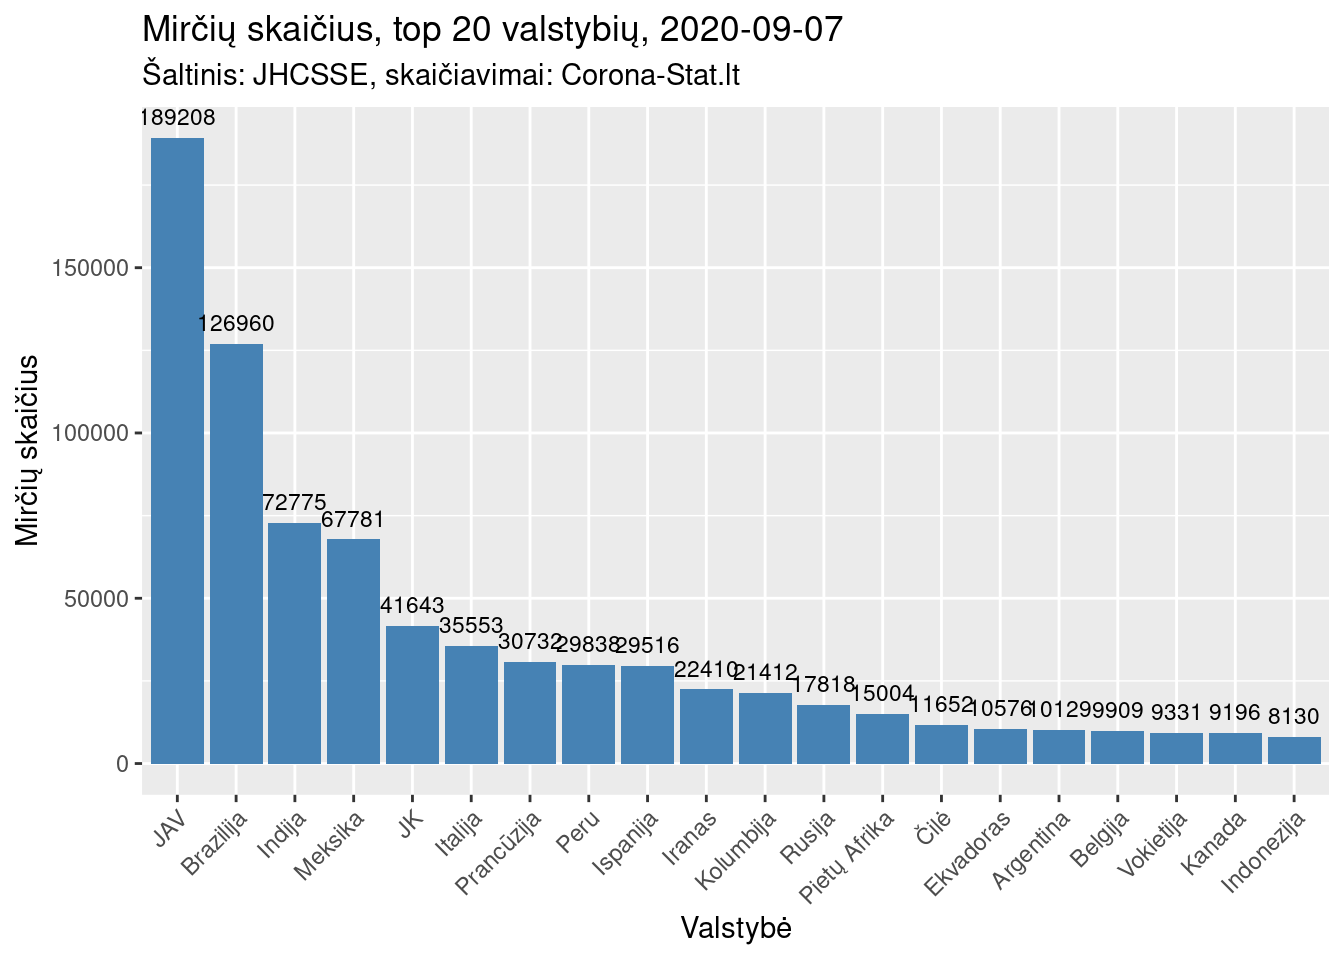 Mirčių skaičius, top 20 valstybių, 2020-09-07
Šaltinis: JHCSSE, skaičiavimai: Corona-Stat.lt
Mirčių skaičius
150000
100000
50000
0
189208
126960
72775
67781
41643
35553
30732
29838
29516
22410
21412
17818
15004
11652
10576
10129
9909
9331
9196
8130
JAV
Brazilija
Indija
Meksika
JK
Italija
Prancūzija
Peru
Ispanija
Iranas
Kolumbija
Rusija
Pietų Afrika
Čilė
Ekvadoras
Argentina
Belgija
Vokietija
Kanada
Indonezija
Valstybė